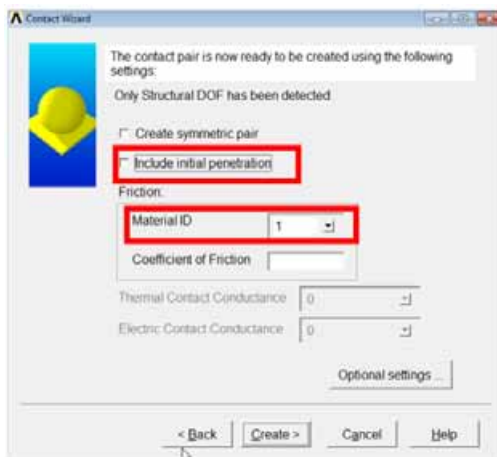 Contact Wizard
The contact pair is now ready to be created using the following
settings:
Only Structural DOF has been detected
Create symmetric pair
Include initial penetration
Friction:
Material ID 1
Coefficient of Friction
Thermal Contact Conductance 0
Electric Contact Conductance 0
Optional settings ...
< Back Create > Cancel Help